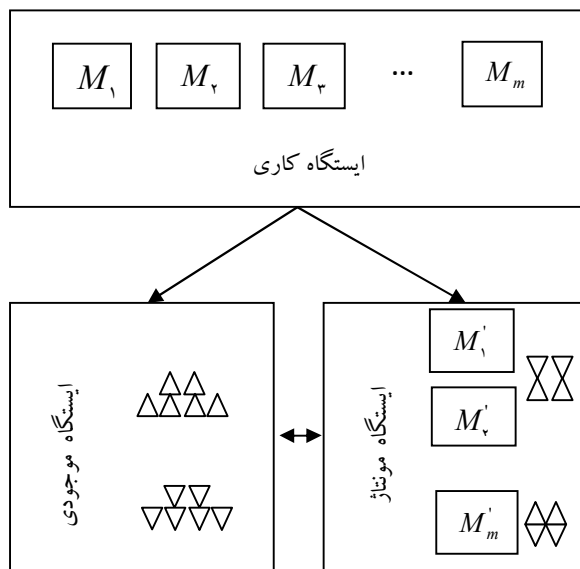 M۱ M۲ M۳ ... Mm
ایستگاه کاری
ایستگاه موجودی
M'۱
M'۲
ایستگاه مونتاژ
M'm